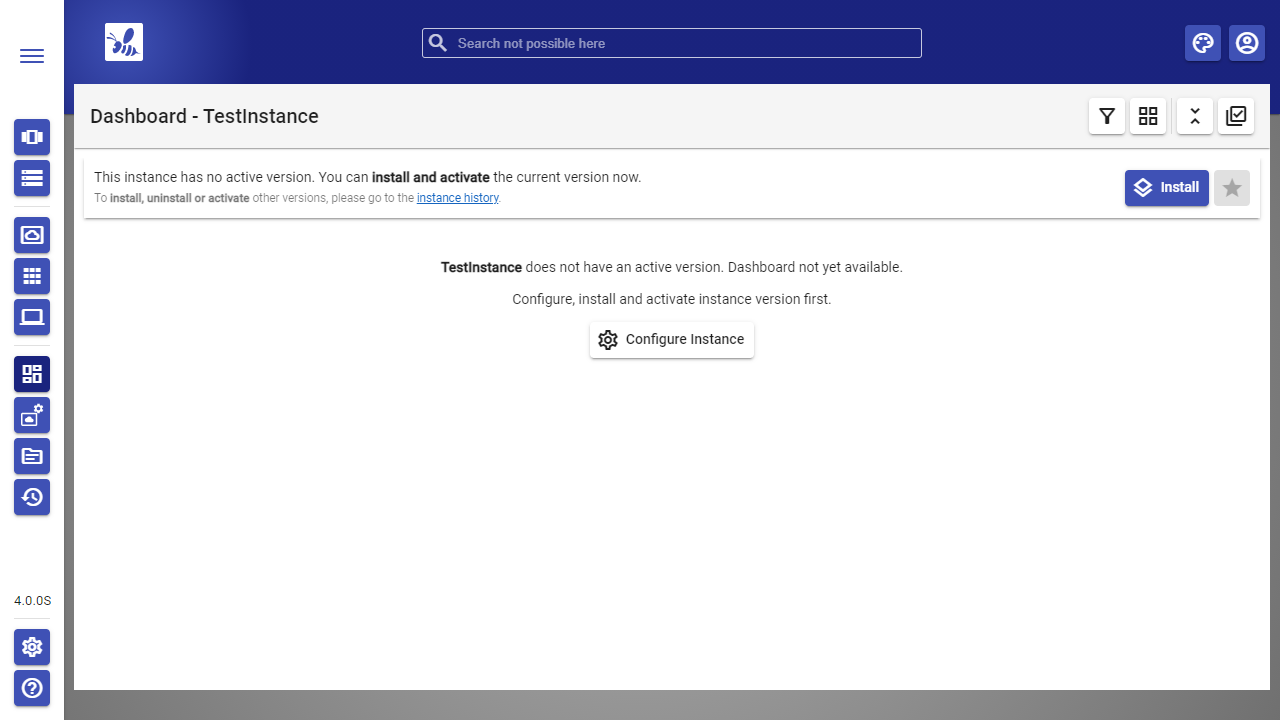 Search not possible here
Dashboard - TestInstance
This instance has no active version. You can install and activate the current version now.
To install, uninstall or activate other versions, please go to the instance history.
Install
TestInstance does not have an active version. Dashboard not yet available.
Configure, install and activate instance version first.
Configure Instance
4.0.0S